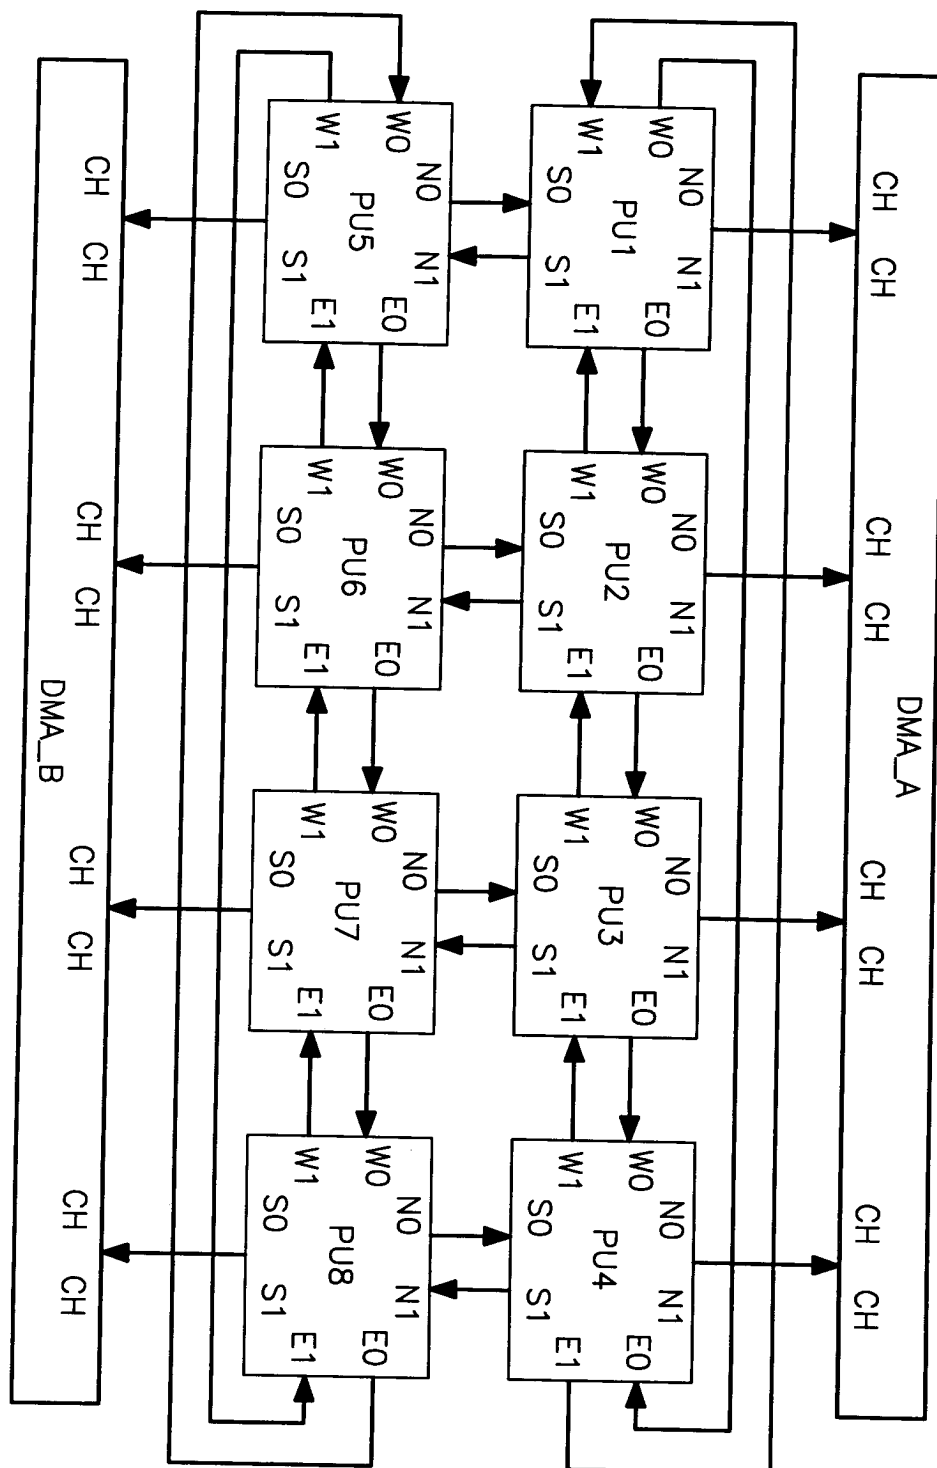 DMA_A
CH CH CH CH CH CH CH CH
N0 N1 N0 N1 N0 N1 N0 N1
W0 E0 W0 E0 W0 E0 W0 E0
PU1 PU2 PU3 PU4
W1 E1 W1 E1 W1 E1 W1 E1
S0 S1 S0 S1 S0 S1 S0 S1
N0 N1 N0 N1 N0 N1 N0 N1
W0 E0 W0 E0 W0 E0 W0 E0
PU5 PU6 PU7 PU8
W1 E1 W1 E1 W1 E1 W1 E1
S0 S1 S0 S1 S0 S1 S0 S1
CH CH CH CH CH CH CH CH
DMA_B